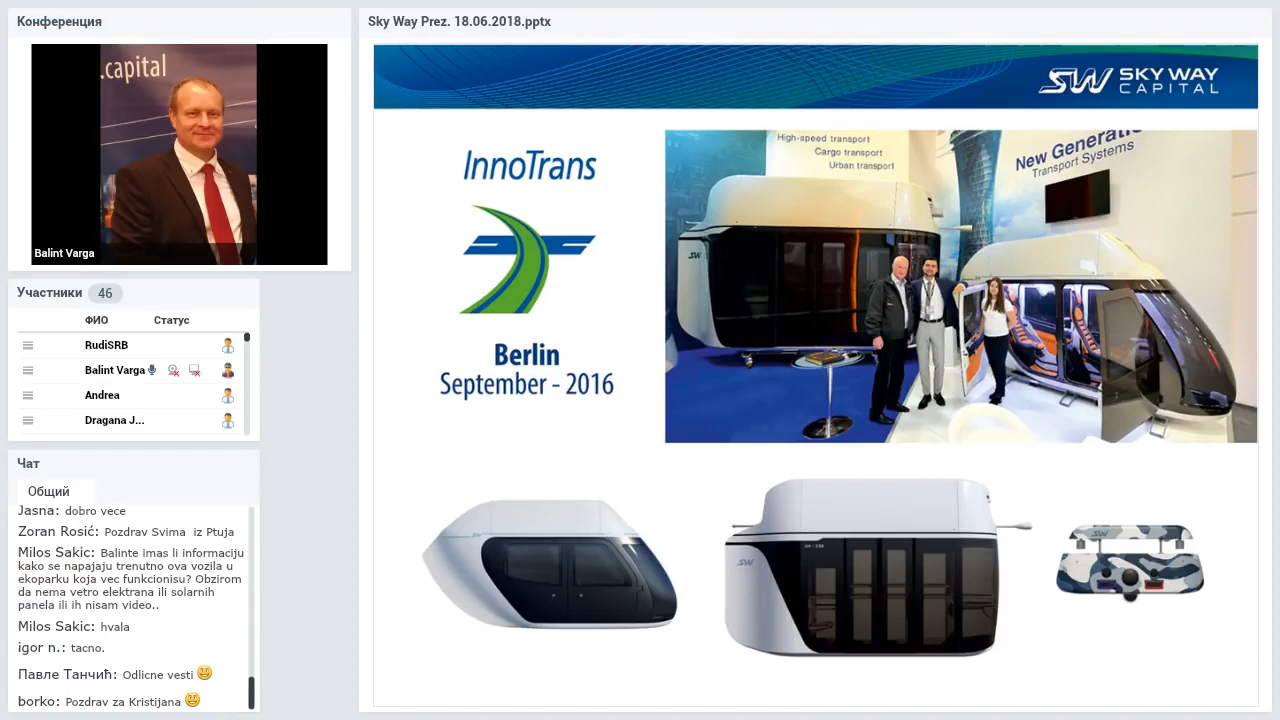 Конференция
.capital
Balint Varga
Участники 46
ФИО Статус
RudiSRB
Balint Varga
Andrea
Dragana J...
Чат
Общий
Jasna: dobro vece
Zoran Rosić: Pozdrav Svima iz Ptuja
Milos Sakic: Balinte imas li informaciju
kako se napajaju trenutno ova vozila u
ekoparku koja vec funkcionisu? Obzirom
da nema vetro elektrana ili solarnih
panela ili ih nisam video..
Milos Sakic: hvala
igor n.: tacno.
Павле Танчић: Odlicne vesti
borko: Pozdrav za Kristijana
Sky Way Prez. 18.06.2018.pptx
SW SKY WAY
CAPITAL
InnoTrans
Berlin
September - 2016
High-speed transport
Cargo transport
Urban transport
New Generation
Transport Systems
SW
SW